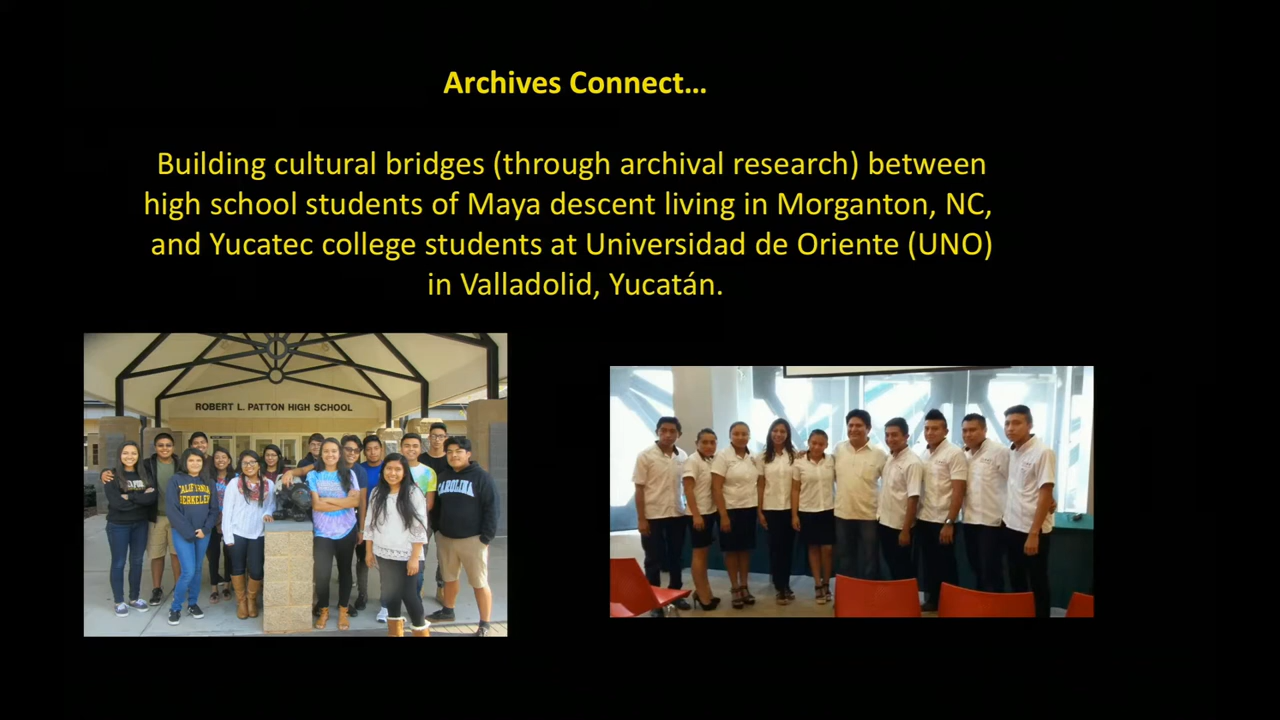 Archives Connect…
Building cultural bridges (through archival research) between
high school students of Maya descent living in Morganton, NC,
and Yucatec college students at Universidad de Oriente (UNO)
in Valladolid, Yucatán.
ROBERT L. PATTON HIGH SCHOOL
CALIFORNIA
BERKELEY
CAROLINA